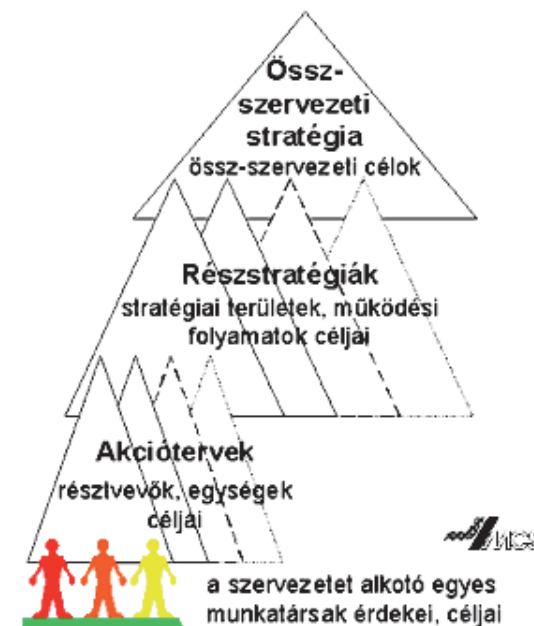 Össz-
szervezeti
stratégia
össz-szervezeti célok
Részstratégiák
stratégiai területek, működési
folyamatok céljai
Akciótervek
résztvevők, egységek
céljai
a szervezetet alkotó egyes
munkatársak érdekei, céljai